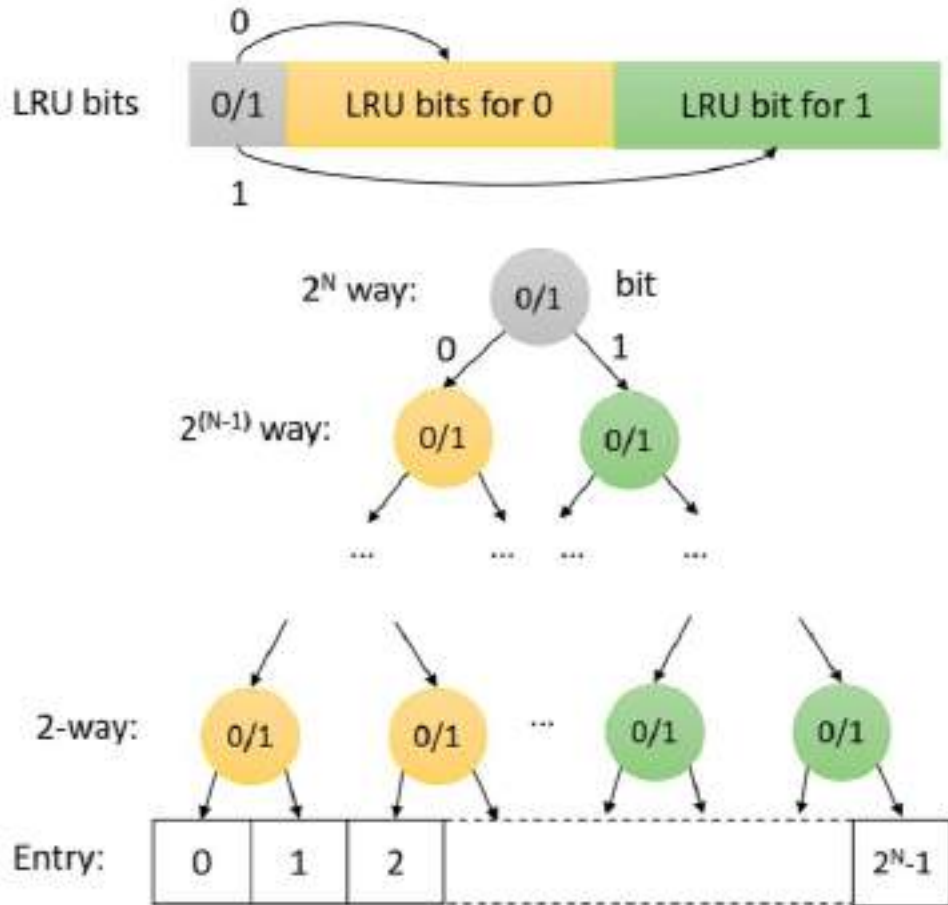 0
LRU bits 0/1 LRU bits for 0 LRU bit for 1
1
2^N way: 0/1 bit
0 1
2^(N-1) way: 0/1 0/1
... ... ... ...
2-way: 0/1 0/1 ... 0/1 0/1
Entry: 0 1 2 2^N-1